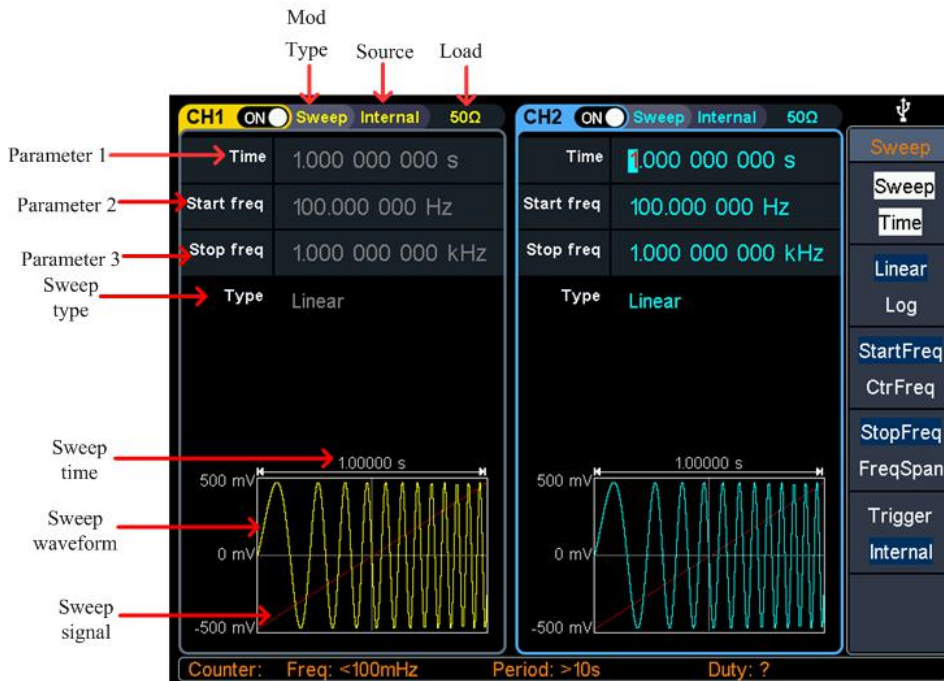 Mod
Type
Source
Load
CH1 ON Sweep Internal 50Ω
CH2 ON Sweep Internal 50Ω
Parameter 1
Time 1.000 000 000 s
Parameter 2
Start freq 100.000 000 Hz
Parameter 3
Stop freq 1.000 000 000 kHz
Sweep
type
Type Linear
Sweep
time
1.00000 s
500 mV
Sweep
waveform
0 mV
Sweep
signal
-500 mV
Time 1.000 000 000 s
Start freq 100.000 000 Hz
Stop freq 1.000 000 000 kHz
Type Linear
1.00000 s
500 mV
0 mV
-500 mV
Sweep
Sweep
Time
Linear
Log
StartFreq
CtrFreq
StopFreq
FreqSpan
Trigger
Internal
Counter: Freq: <100mHz Period: >10s Duty: ?